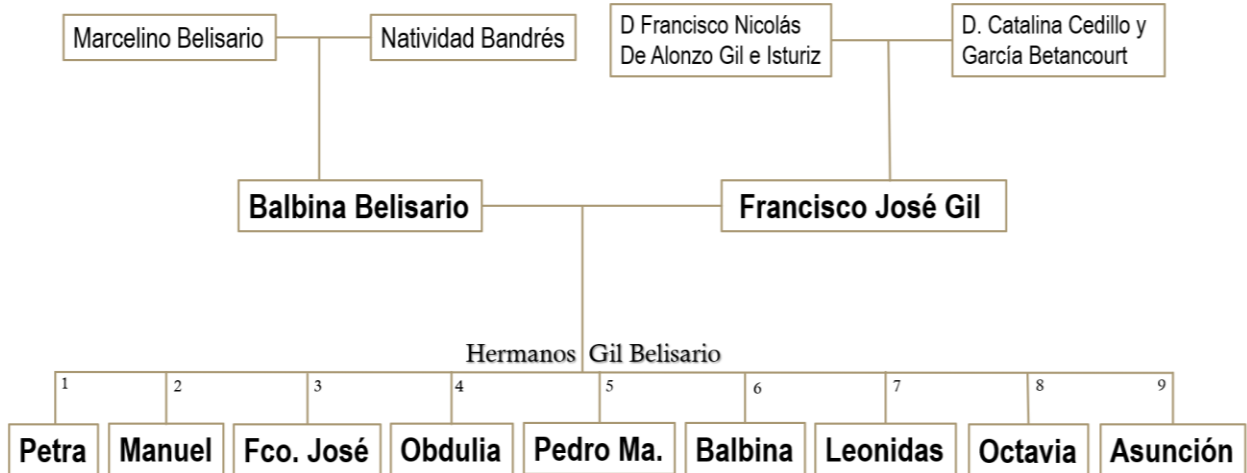 Marcelino Belisario
Natividad Bandrés
D Francisco Nicolás
De Alonzo Gil e Isturiz
D. Catalina Cedillo y
García Betancourt
Balbina Belisario
Francisco José Gil
Hermanos Gil Belisario
1
2
3
4
5
6
7
8
9
Petra
Manuel
Fco. José
Obdulia
Pedro Ma.
Balbina
Leonidas
Octavia
Asunción